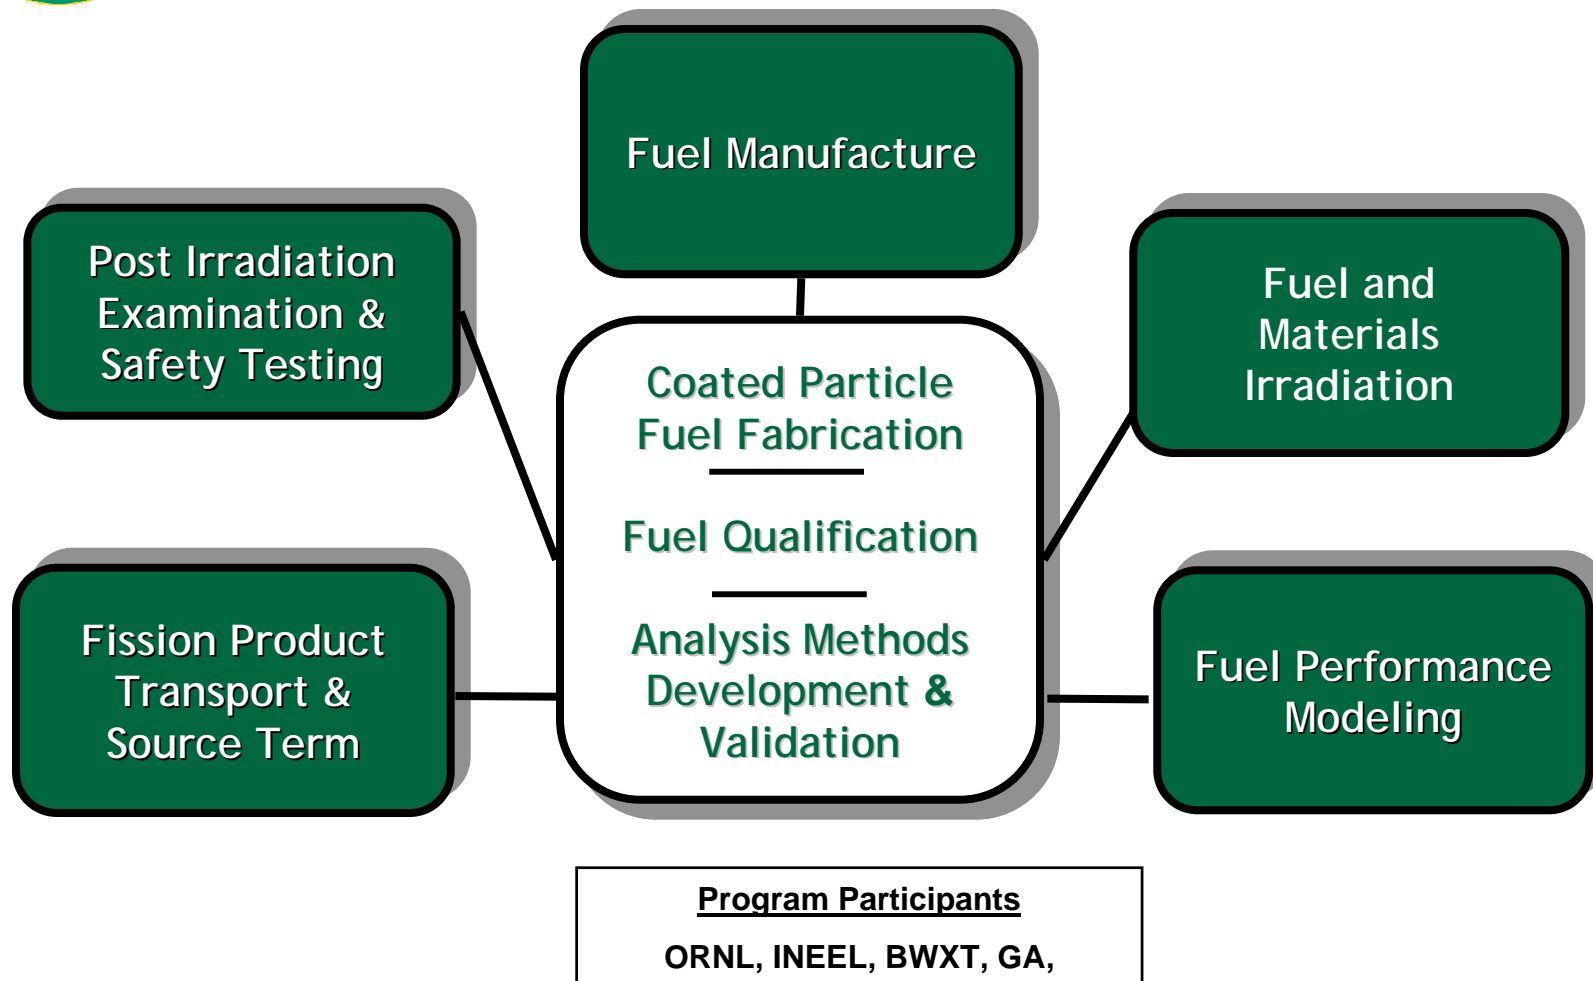 Fuel Manufacture
Post Irradiation
Examination &
Safety Testing
Fuel and
Materials
Irradiation
Coated Particle
Fuel Fabrication
Fuel Qualification
Analysis Methods
Development &
Validation
Fission Product
Transport &
Source Term
Fuel Performance
Modeling
Program Participants
ORNL, INEEL, BWXT, GA,